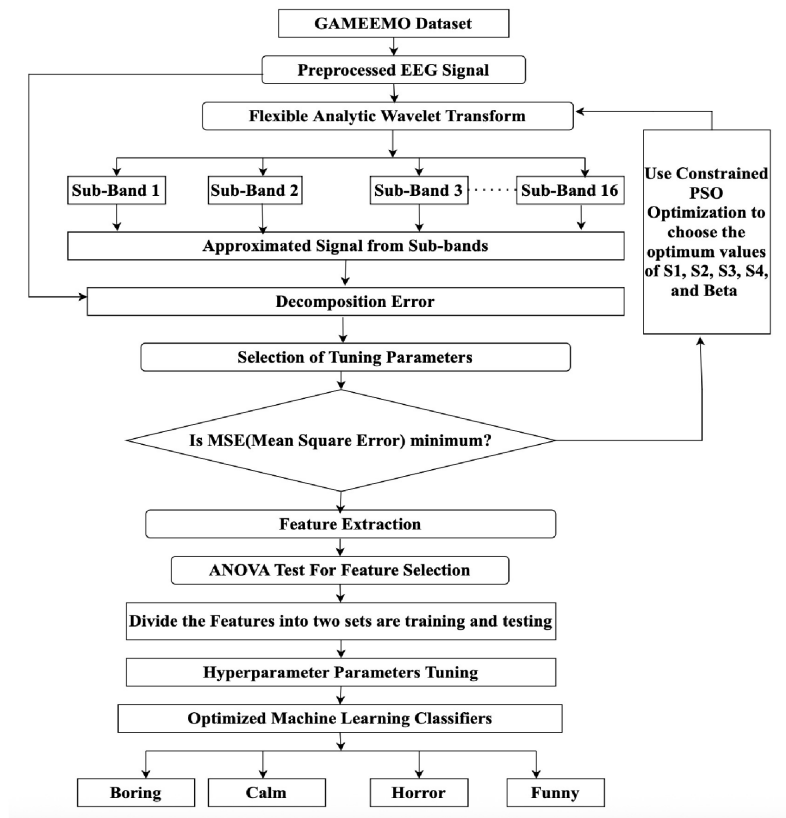 GAMEEMO Dataset
Preprocessed EEG Signal
Flexible Analytic Wavelet Transform
Sub-Band 1
Sub-Band 2
Sub-Band 3
Sub-Band 16
Use Constrained
PSO
Optimization to
choose the
optimum values
of S1, S2, S3, S4,
and Beta
Approximated Signal from Sub-bands
Decomposition Error
Selection of Tuning Parameters
Is MSE(Mean Square Error) minimum?
Feature Extraction
ANOVA Test For Feature Selection
Divide the Features into two sets are training and testing
Hyperparameter Parameters Tuning
Optimized Machine Learning Classifiers
Boring
Calm
Horror
Funny